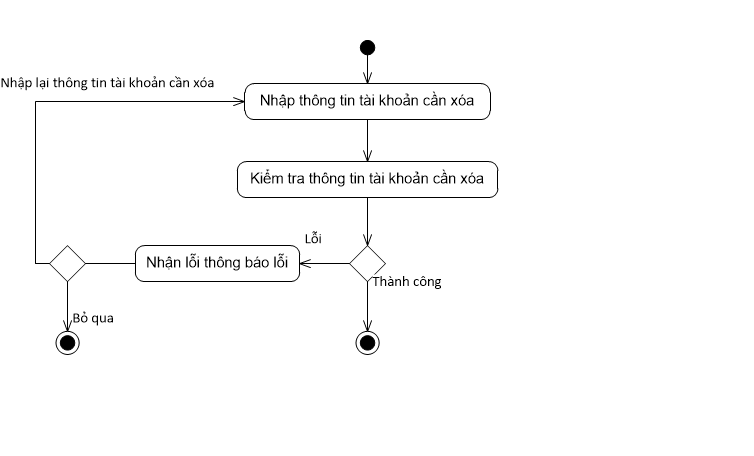 Nhập lại thông tin tài khoản cần xóa
Nhập thông tin tài khoản cần xóa
Kiểm tra thông tin tài khoản cần xóa
Lỗi
Nhận lỗi thông báo lỗi
Thành công
Bỏ qua